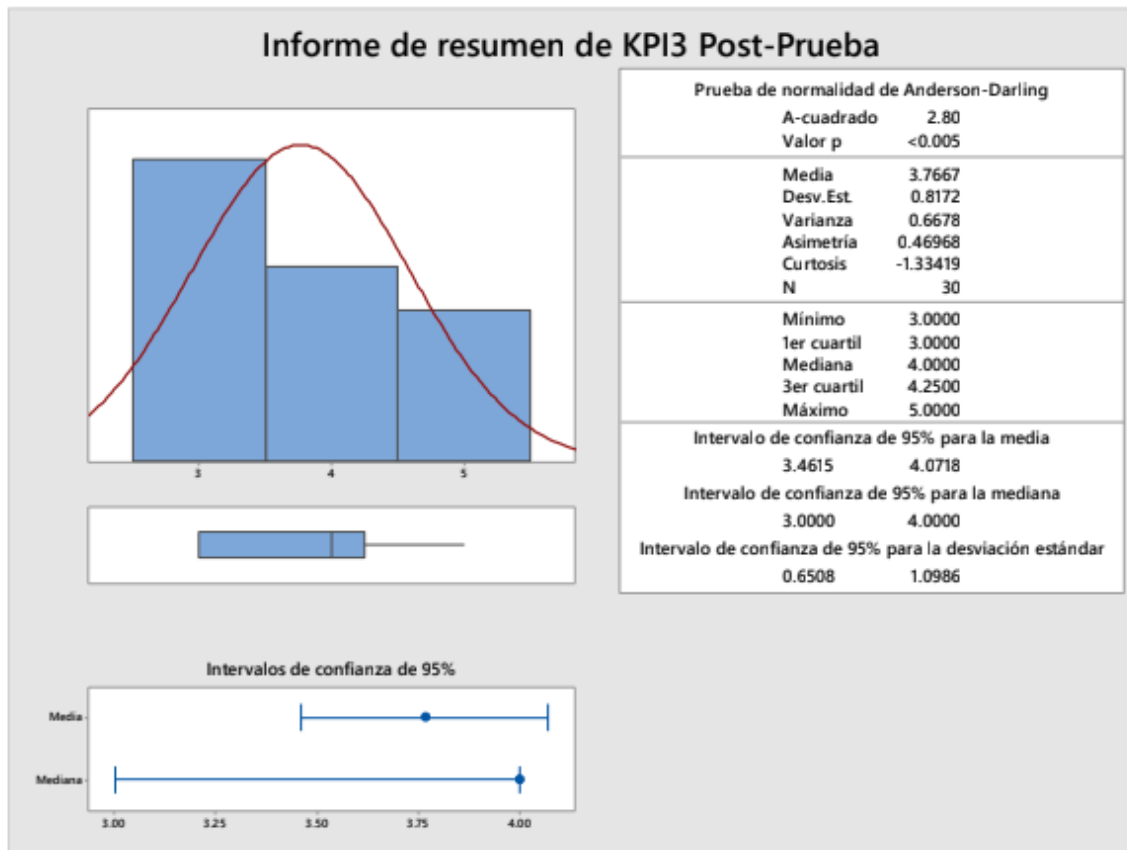 Informe de resumen de KPI3 Post-Prueba
3 4 5
Intervalos de confianza de 95%
Media
Mediana
3.00 3.25 3.50 3.75 4.00
Prueba de normalidad de Anderson-Darling
A-cuadrado 2.80
Valor p <0.005
Media 3.7667
Desv.Est. 0.8172
Varianza 0.6678
Asimetría 0.46968
Curtosis -1.33419
N 30
Mínimo 3.0000
1er cuartil 3.0000
Mediana 4.0000
3er cuartil 4.2500
Máximo 5.0000
Intervalo de confianza de 95% para la media
3.4615 4.0718
Intervalo de confianza de 95% para la mediana
3.0000 4.0000
Intervalo de confianza de 95% para la desviación estándar
0.6508 1.0986